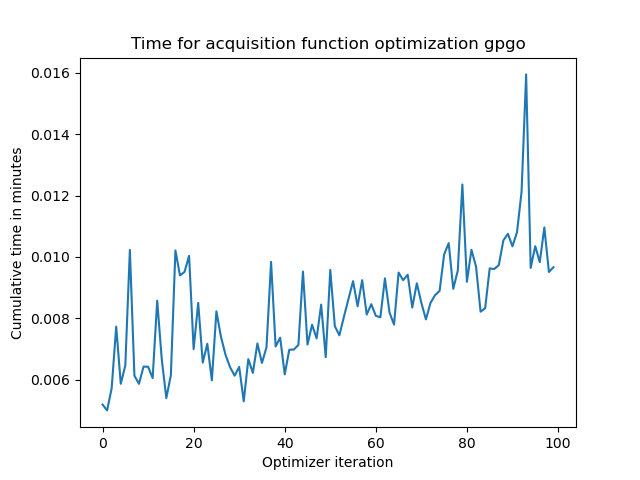 Time for acquisition function optimization gpgo
0.016
0.014
0.012
0.010
0.008
0.006
Cumulative time in minutes
0 20 40 60 80 100
Optimizer iteration